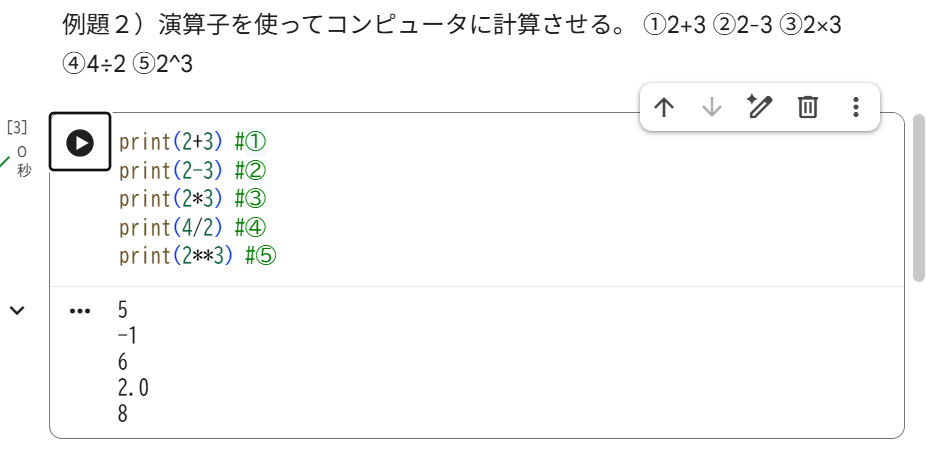 例題２）演算子を使ってコンピュータに計算させる。 ①2+3 ②2-3 ③2×3
④4÷2 ⑤2^3
[3]
0
秒
print(2+3) #①
print(2-3) #②
print(2*3) #③
print(4/2) #④
print(2**3) #⑤
5
-1
6
2.0
8